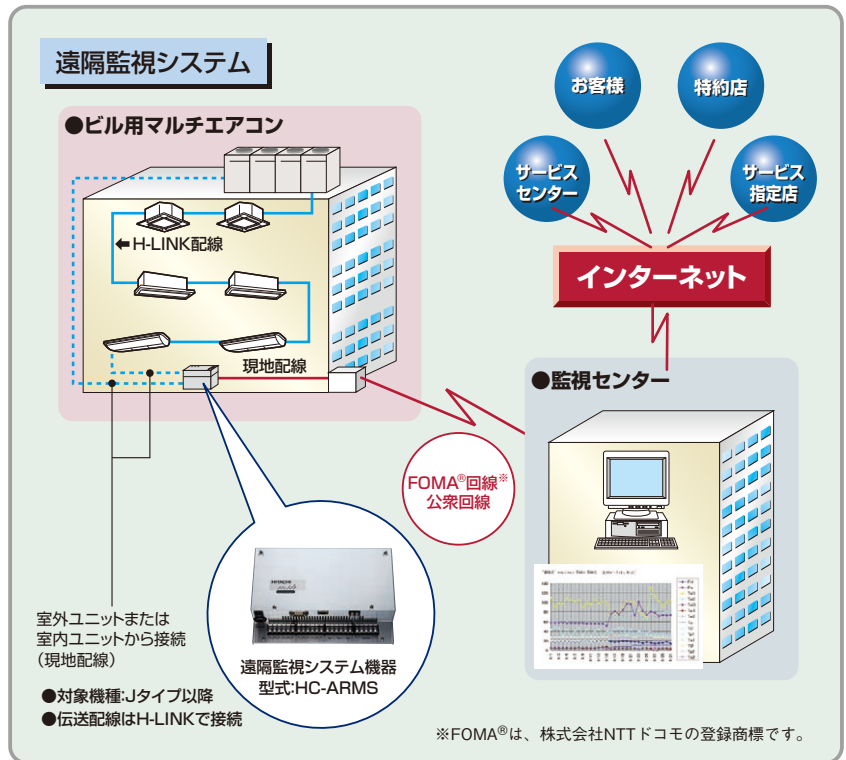 遠隔監視システム
●ビル用マルチエアコン
H-LINK配線
現地配線
お客様
特約店
サービス
センター
サービス
指定店
インターネット
●監視センター
FOMA®回線※
公衆回線
HITACHI
遠隔監視システム機器
型式:HC-ARMS
室外ユニットまたは
室内ユニットから接続
(現地配線)
●対象機種:Jタイプ以降
●伝送配線はH-LINKで接続
※FOMA®は、株式会社NTTドコモの登録商標です。